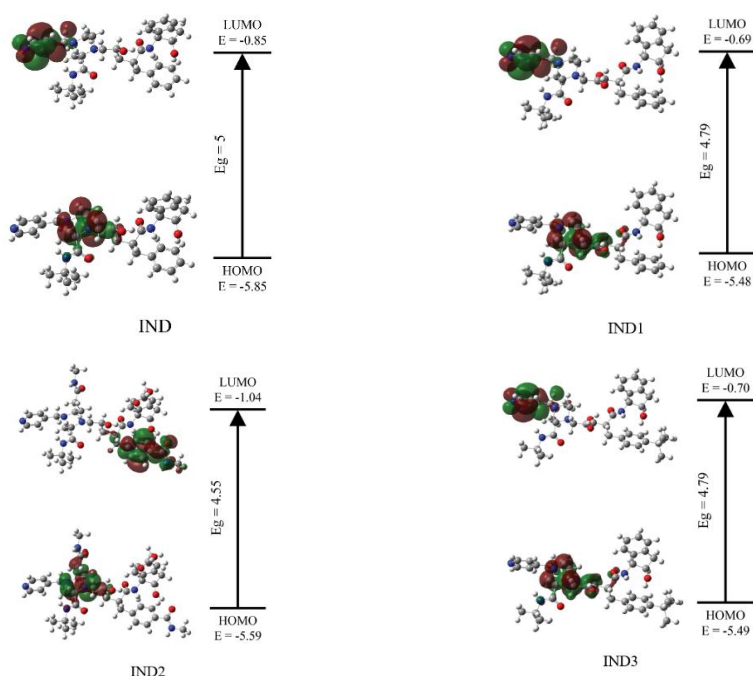 LUMO
E = -0.85
Eg = 5
HOMO
E = -5.85
IND
LUMO
E = -0.69
Eg = 4.79
HOMO
E = -5.48
IND1
LUMO
E = -1.04
Eg = 4.55
HOMO
E = -5.59
IND2
LUMO
E = -0.70
Eg = 4.79
HOMO
E = -5.49
IND3